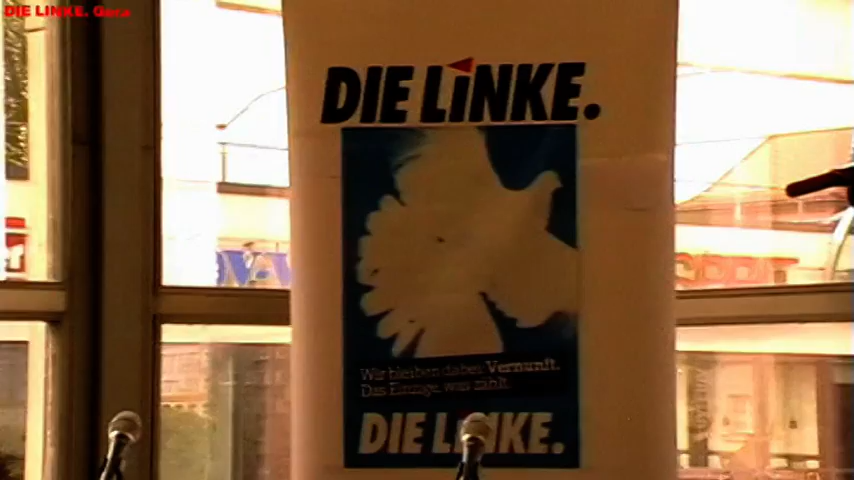 DIE LINKE. Gera
DIE LINKE.
Wir bleiben dabei: Vernunft.
Das Einzige, was zählt.
DIE LINKE.